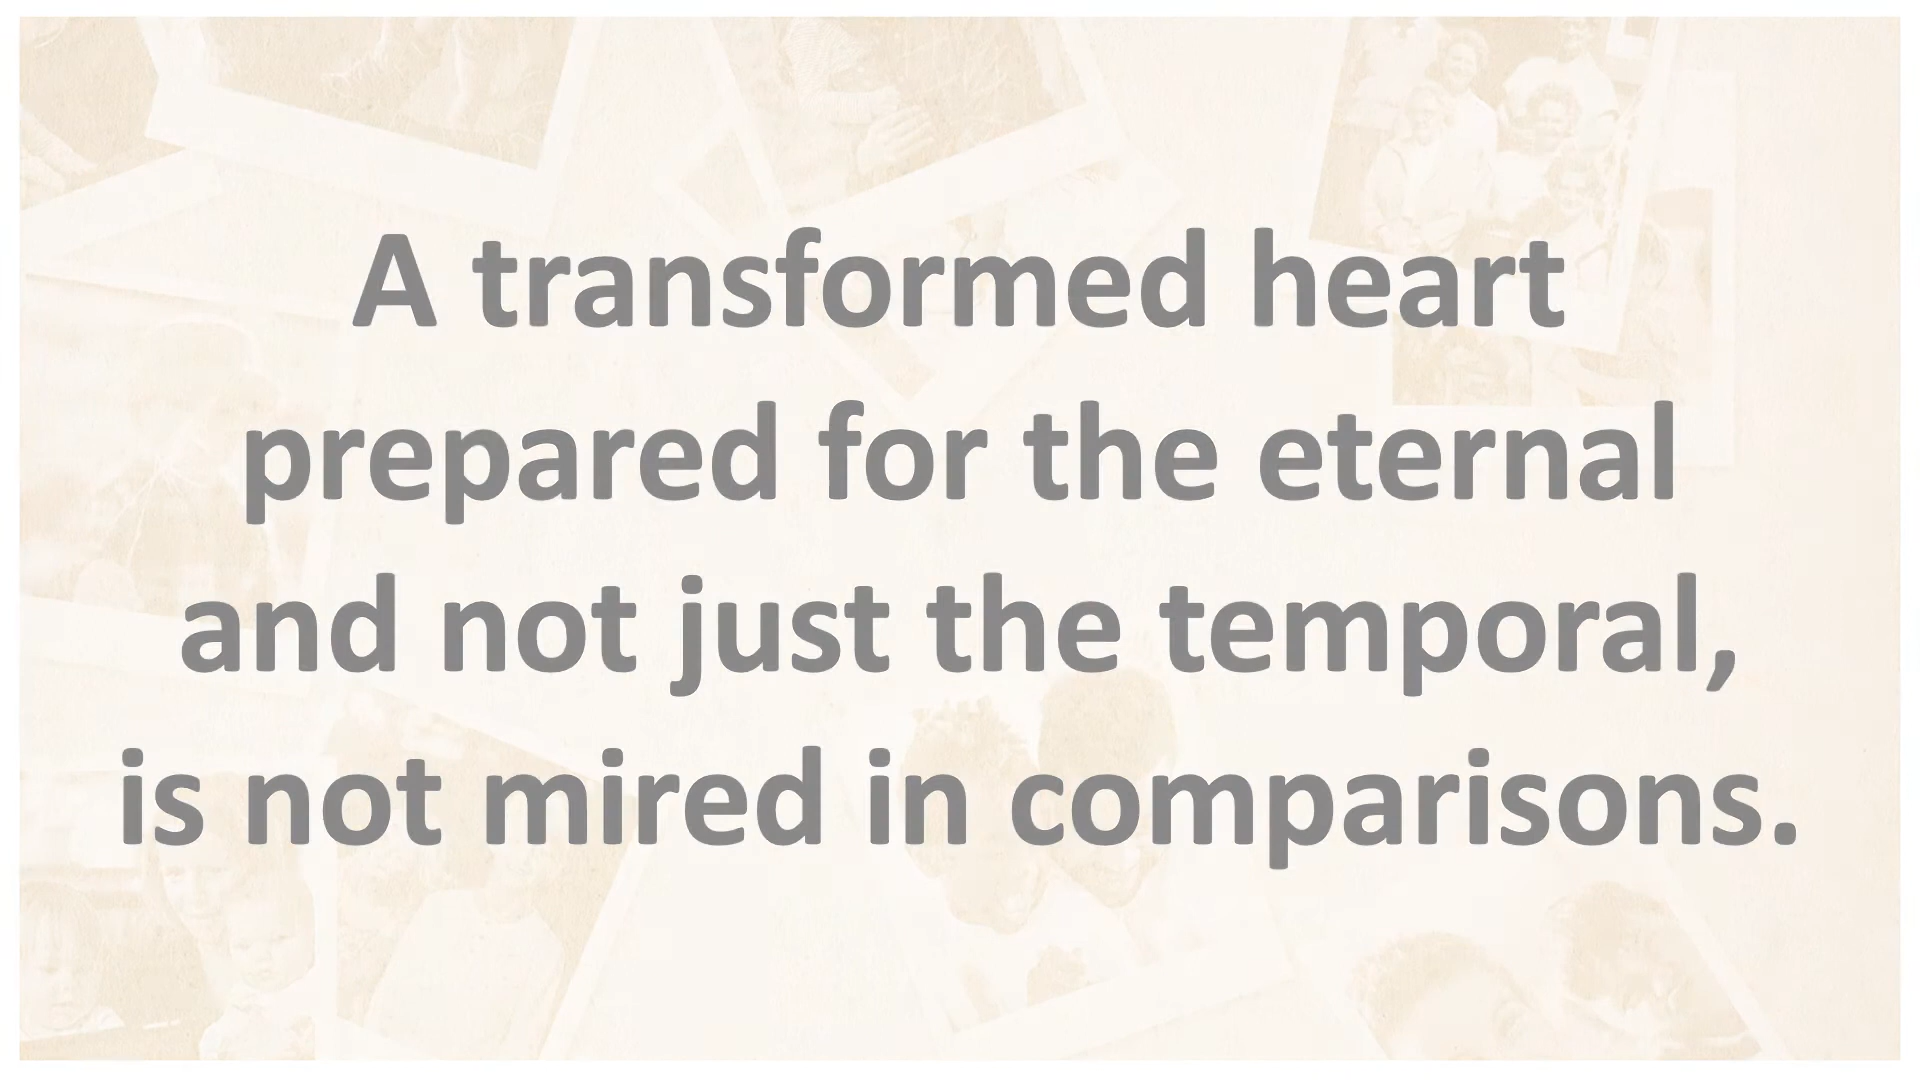 A transformed heart
prepared for the eternal
and not just the temporal,
is not mired in comparisons.